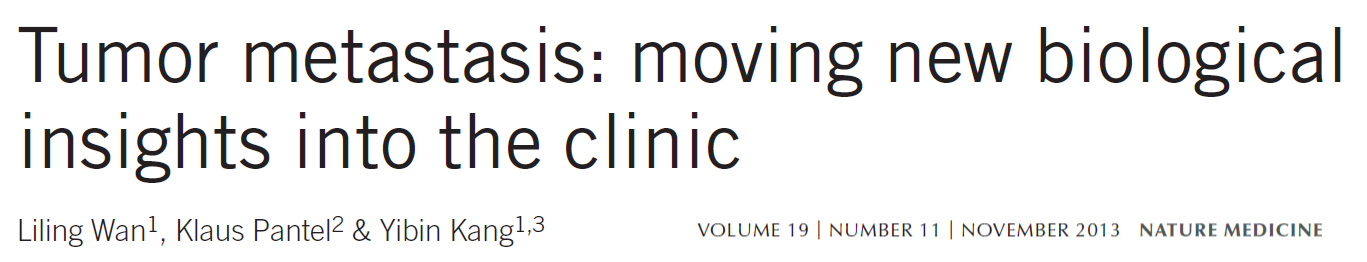 Tumor metastasis: moving new biological
insights into the clinic
Liling Wan1, Klaus Pantel2 & Yibin Kang1,3
VOLUME 19 | NUMBER 11 | NOVEMBER 2013 NATURE MEDICINE